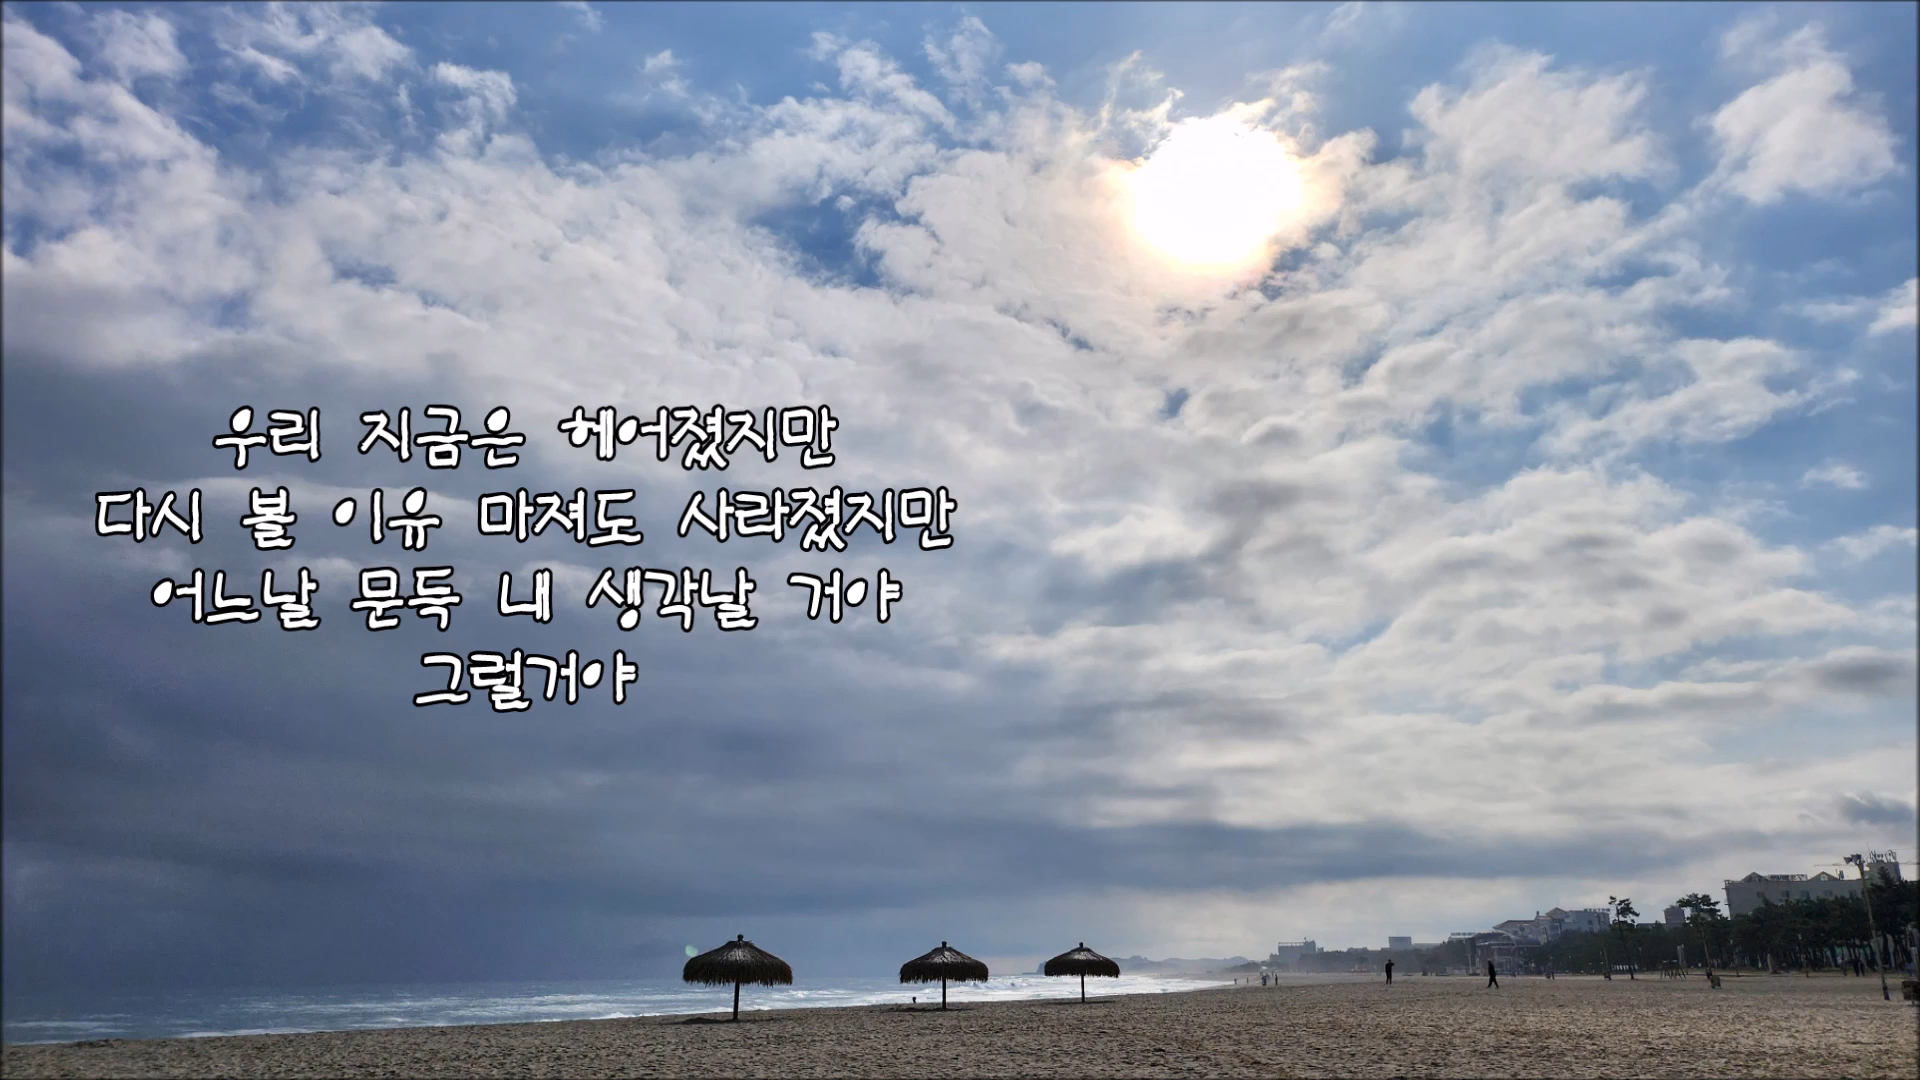 우리 지금은 헤어졌지만
다시 볼 이유 마져도 사라졌지만
어느날 문득 내 생각날 거야
그럴거야